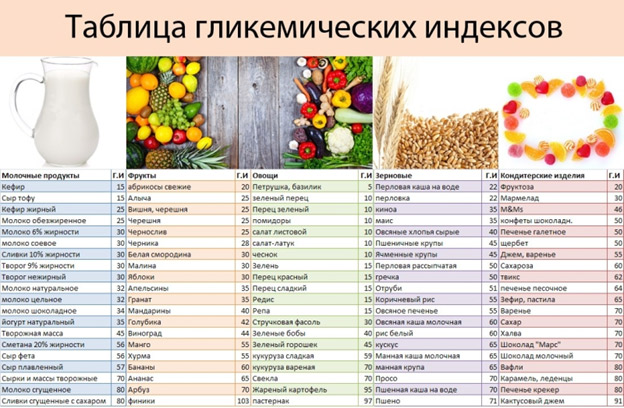 Таблица гликемических индексов
Молочные продукты Г.И Фрукты Г.И Овощи Г.И Зерновые Г.И Кондитерские изделия Г.И
Кефир 15 абрикосы свежие 20 Петрушка, базилик 5 Перловая каша на воде 22 Фруктоза 20
Сыр тофу 15 Алыча 25 зеленый перец 10 перловка 22 Мармелад 30
Кефир жирный 25 Вишня, черешня 25 Перец зеленый 10 киноа 35 M&Ms 46
Молоко обезжиренное 25 Черешня 25 помидоры 10 маис 35 конфеты шоколадн. 50
Молоко 6% жирности 30 Чернослив 25 салат листовой 10 Овсяные хлопья сырые 40 Печенье галетное 50
молоко соевое 30 Черника 28 салат-латук 10 Пшеничные крупы 45 щербет 50
Сливки 10% жирности 30 Белая смородина 30 чеснок 10 Ячменные крупы 45 Джем, варенье 55
Творог 9% жирности 30 Малина 30 Зелень 15 Перловая рассыпчатая 50 Сахароза 60
Творог нежирный 30 Яблоки 30 Перец красный 15 гречка 50 твикс 62
Молоко натуральное 32 Апельсины 35 Перец сладкий 15 Отруби 51 печенье песочное 64
молоко цельное 32 Гранат 35 Редис 15 Коричневый рис 55 Зефир, пастила 65
молоко шоколадное 34 Мандарины 40 Репа 15 Овсяное печенье 55 Варенье 70
йогурт натуральный 35 Голубика 42 Стручковая фасоль 30 Овсяная каша молочная 60 Сахар 70
Творожная масса 45 Виноград 44 Зеленые бобы 40 рис белый 60 Халва 70
Сметана 20% жирности 56 Манго 55 Зеленый горошек 45 кускус 65 Шоколад "Марс" 70
Сыр фета 56 Хурма 55 кукуруза сладкая 59 Манная каша молочная 65 Шоколад молочный 70
Сыр плавленный 57 Бананы 60 кукуруза вареная 70 манная крупа 65 Вафли 80
Сырки и массы творожные 70 Ананас 65 Свекла 70 Просо 70 Карамель, леденцы 80
Молоко сгущенное 80 Арбуз 70 Жареный картофель 95 Пшенная каша молочная 70 Печенье крекер 80
Сливки сгущенные с сахаром 80 финики 103 пастернак 97 Пшено 71 Кактусовый джем 91